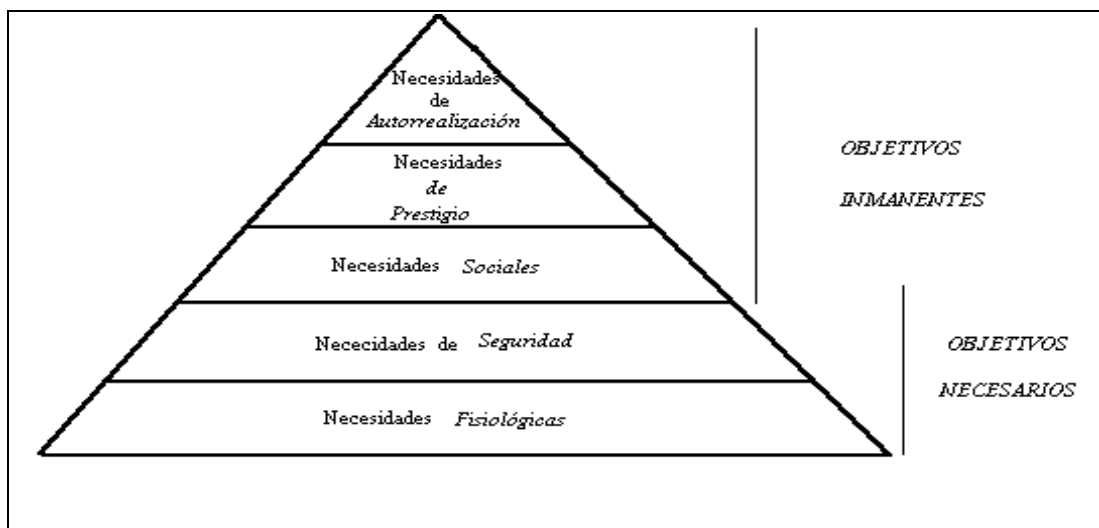 Necesidades
de
Autorrealización
Necesidades
de
Prestigio
Necesidades Sociales
Nececidades de Seguridad
Necesidades Fisiológicas
OBJETIVOS
INMANENTES
OBJETIVOS
NECESARIOS